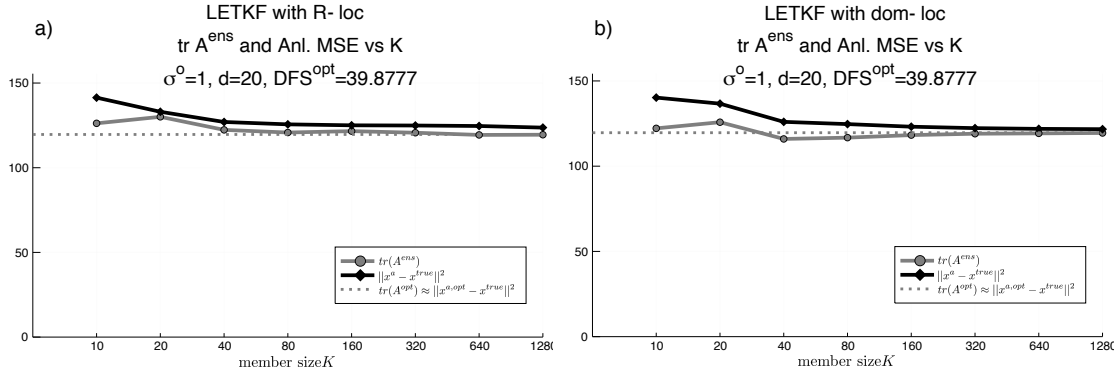 a)
LETKF with R- loc
tr A^ens and Anl. MSE vs K
σ^o=1, d=20, DFS^opt=39.8777
150
100
50
0
10 20 40 80 160 320 640 1280
member sizeK
tr(A^ens)
||x^a − x^true||^2
tr(A^opt) ≈ ||x^a,opt − x^true||^2
b)
LETKF with dom- loc
tr A^ens and Anl. MSE vs K
σ^o=1, d=20, DFS^opt=39.8777
150
100
50
0
10 20 40 80 160 320 640 1280
member sizeK
tr(A^ens)
||x^a − x^true||^2
tr(A^opt) ≈ ||x^a,opt − x^true||^2